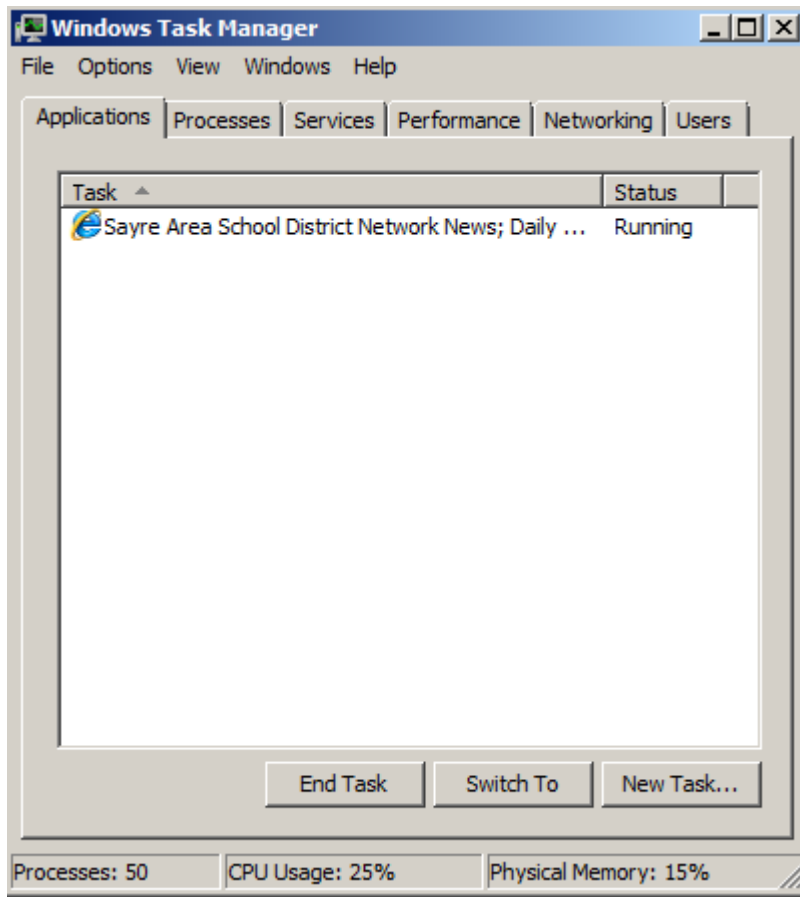 Windows Task Manager
File Options View Windows Help
Applications Processes Services Performance Networking Users
Task Status
Sayre Area School District Network News; Daily ... Running
End Task Switch To New Task...
Processes: 50 CPU Usage: 25% Physical Memory: 15%